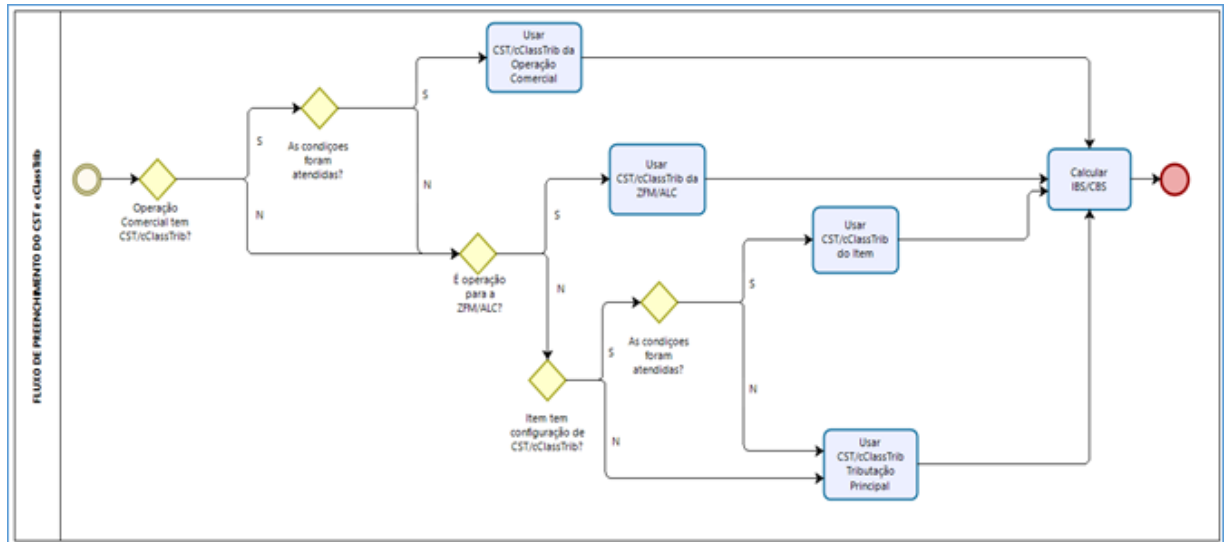 FLUXO DE PREENCHIMENTO DO CST e cClassTrib
Operação
Comercial tem
CST/cClassTrib?
S
N
As condiçoes
foram
atendidas?
S
N
Usar
CST/cClassTrib da
Operação
Comercial
É operação
para a
ZFM/ALC?
S
N
Usar
CST/cClassTrib da
ZFM/ALC
Item tem
configuração de
CST/cClassTrib?
S
N
As condiçoes
foram
atendidas?
S
N
Usar
CST/cClassTrib
do Item
Usar
CST/cClassTrib
Tributação
Principal
Calcular
IBS/CBS